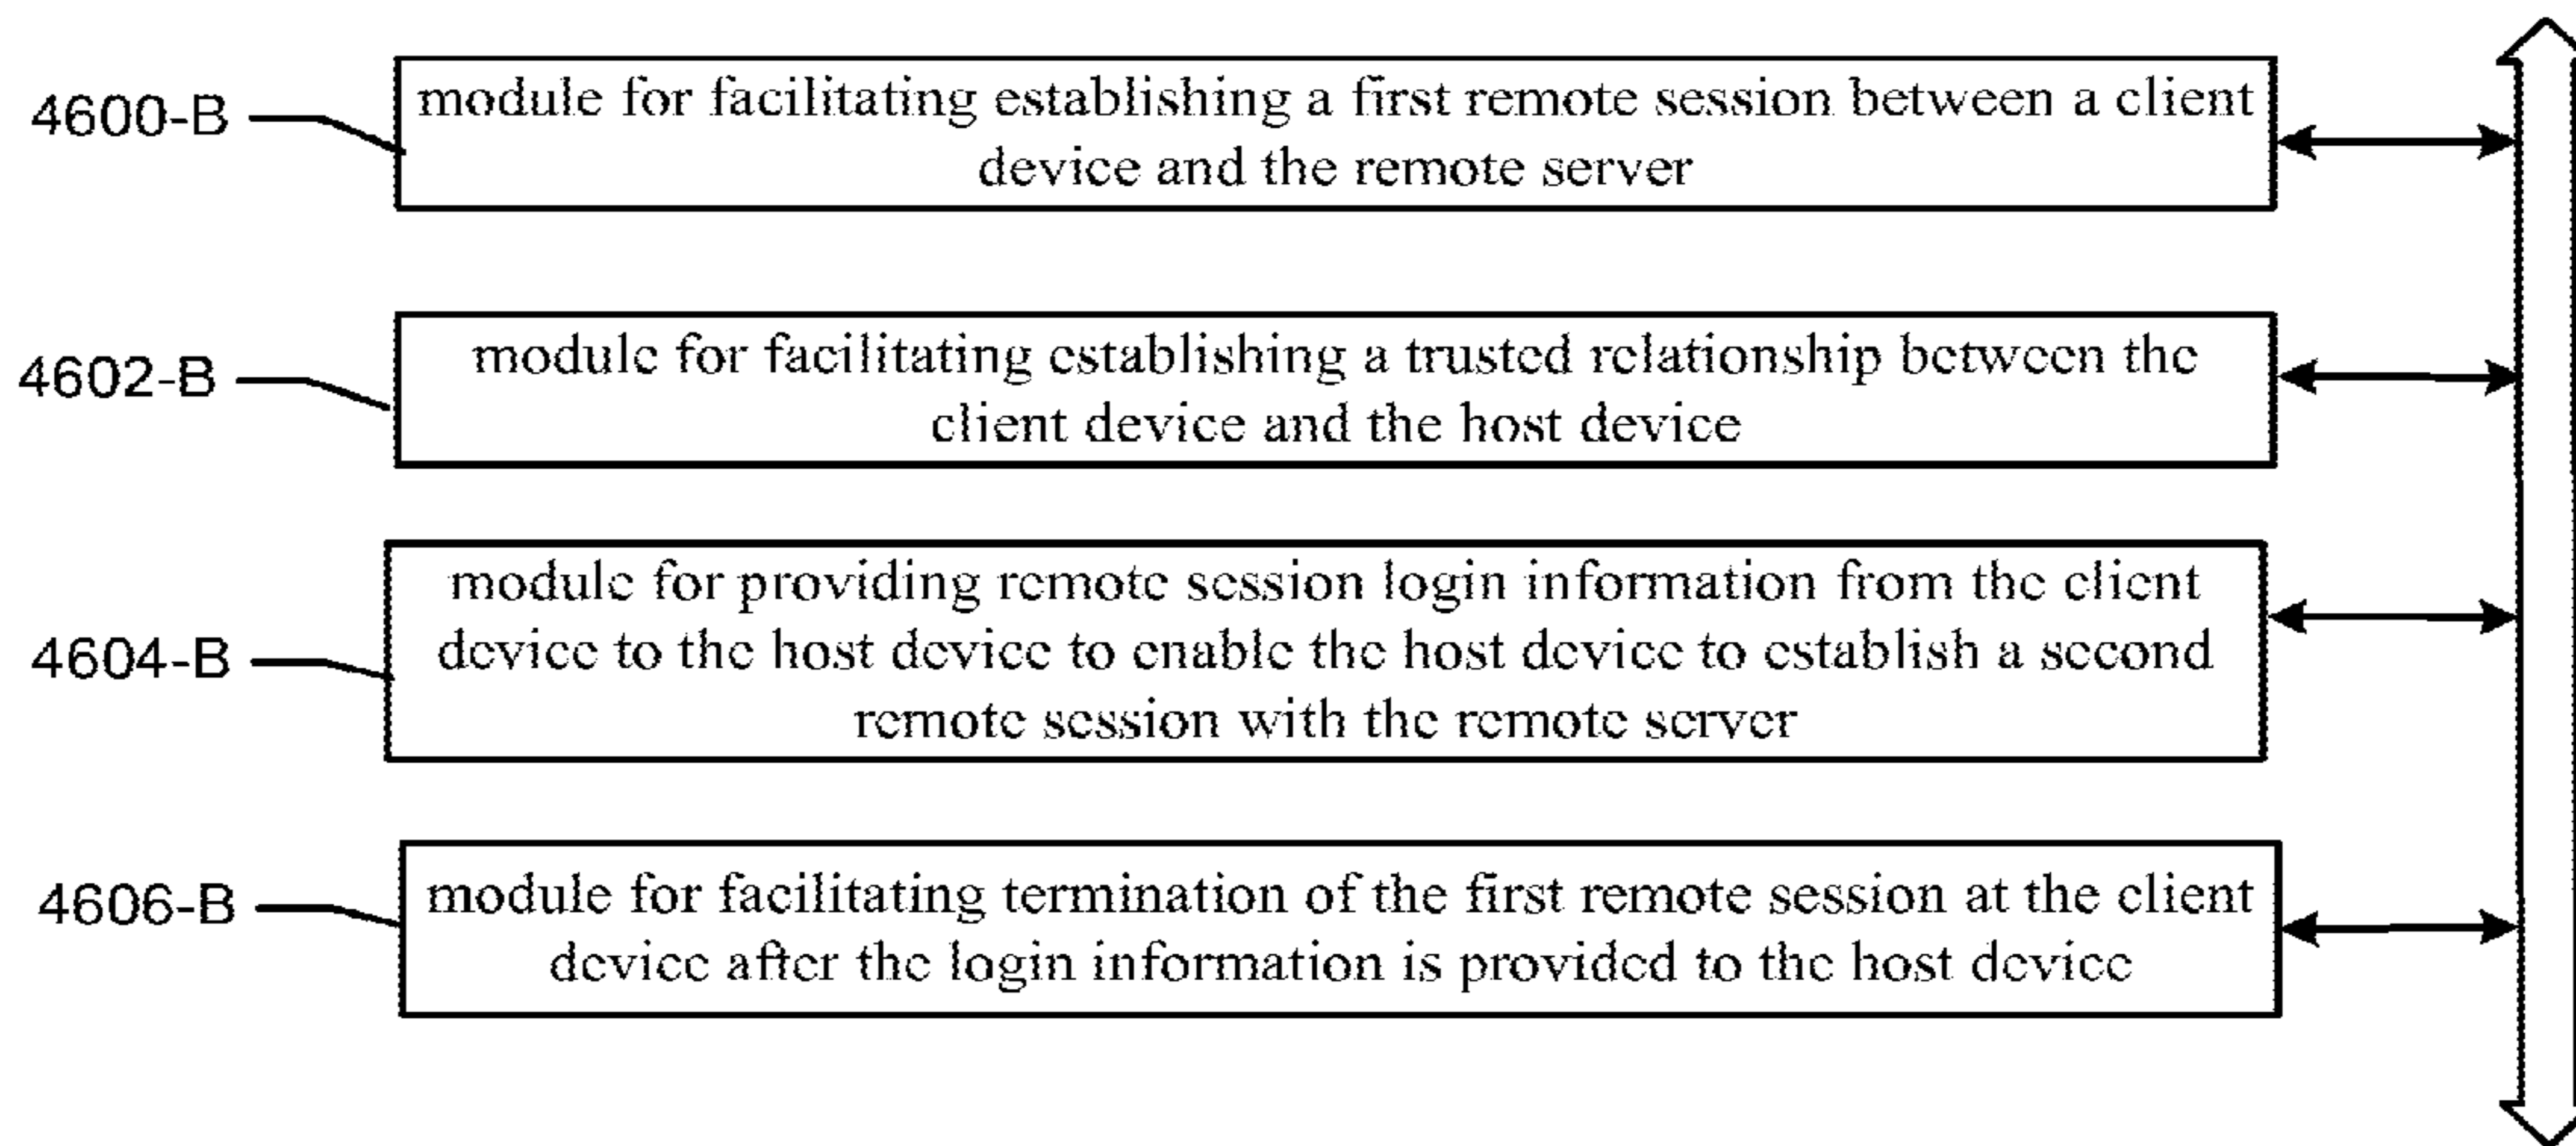 4600-B
module for facilitating establishing a first remote session between a client
device and the remote server
4602-B
module for facilitating establishing a trusted relationship between the
client device and the host device
4604-B
module for providing remote session login information from the client
device to the host device to enable the host device to establish a second
remote session with the remote server
4606-B
module for facilitating termination of the first remote session at the client
device after the login information is provided to the host device